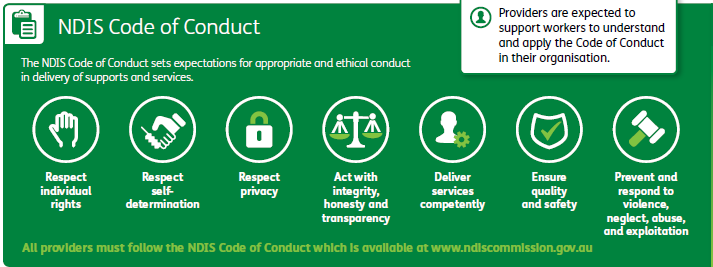 NDIS Code of Conduct
Providers are expected to
support workers to understand
and apply the Code of Conduct
in their organisation.
The NDIS Code of Conduct sets expectations for appropriate and ethical conduct
in delivery of supports and services.
Respect
individual
rights
Respect
self-
determination
Respect
privacy
Act with
integrity,
honesty and
transparency
Deliver
services
competently
Ensure
quality
and safety
Prevent and
respond to
violence,
neglect, abuse,
and exploitation
All providers must follow the NDIS Code of Conduct which is available at www.ndiscommission.gov.au